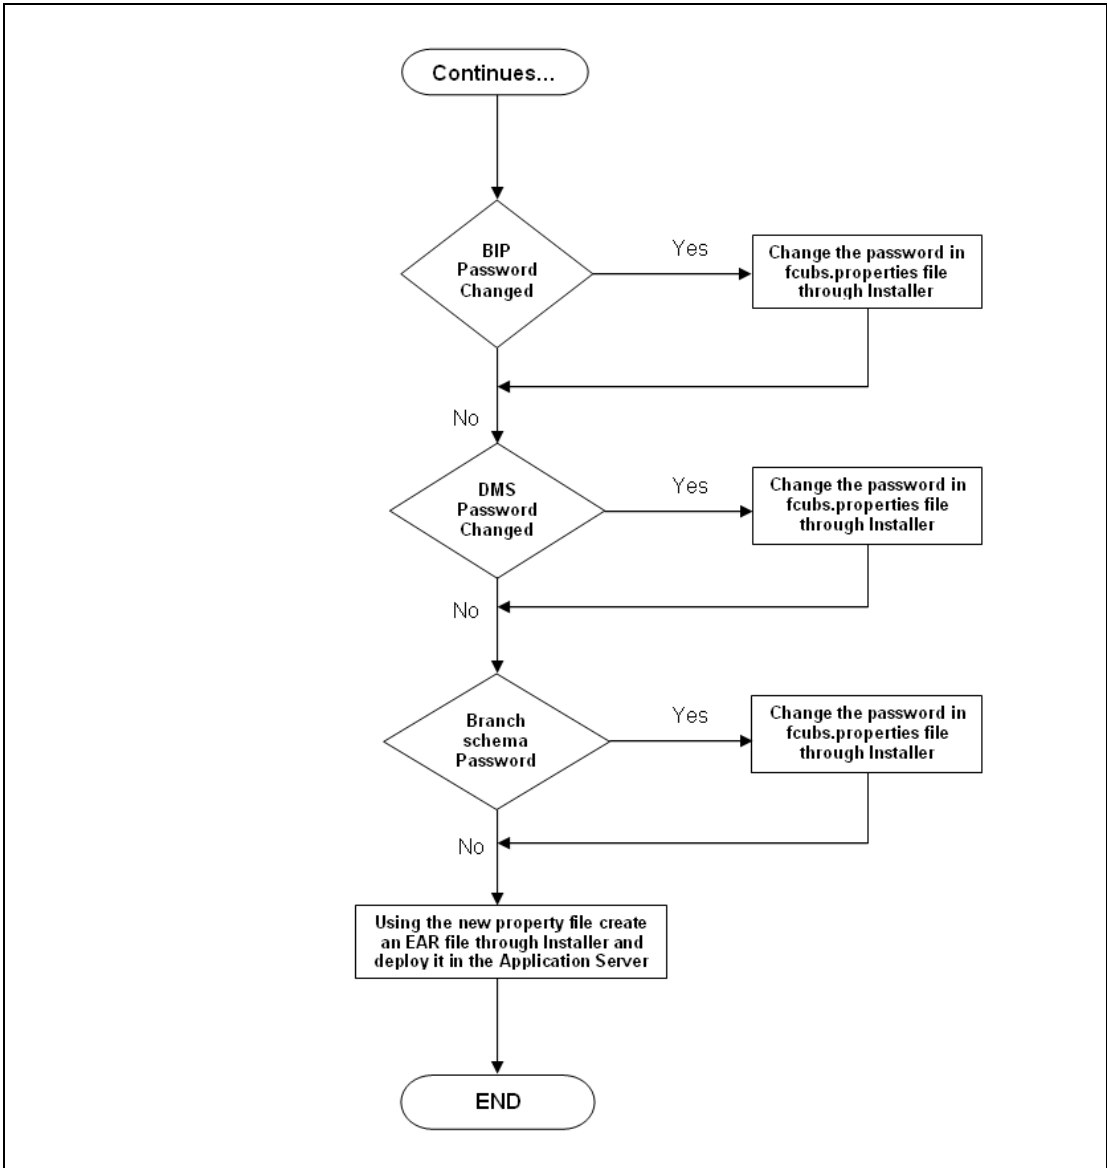 Continues...
BIP
Password
Changed
Yes
Change the password in
fcubs.properties file
through Installer
No
DMS
Password
Changed
Yes
Change the password in
fcubs.properties file
through Installer
No
Branch
schema
Password
Yes
Change the password in
fcubs.properties file
through Installer
No
Using the new property file create
an EAR file through Installer and
deploy it in the Application Server
END